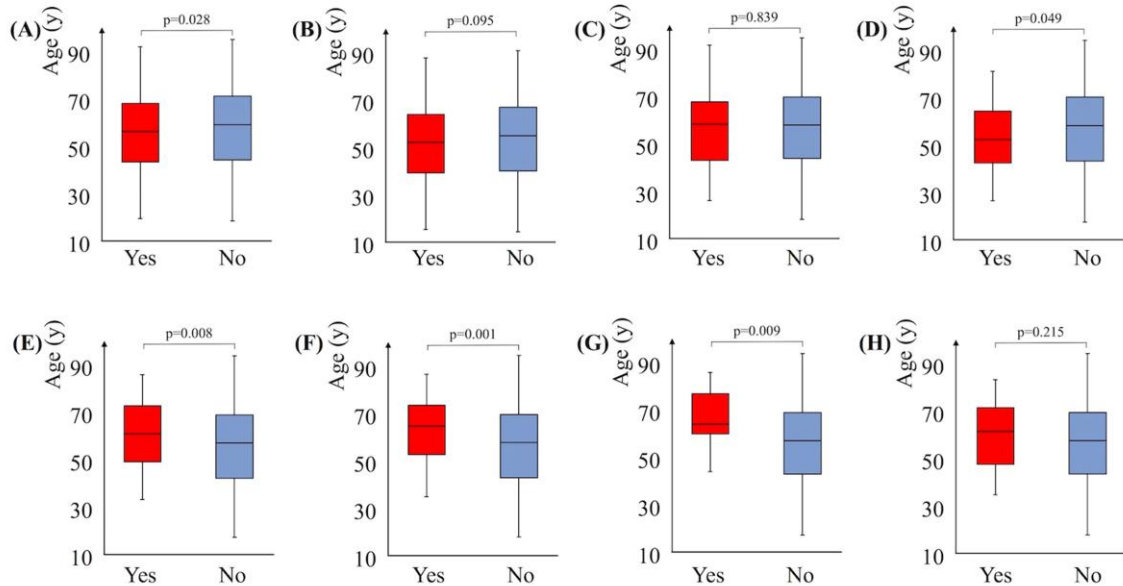 (A) Age (y) p=0.028
90
70
50
30
10
Yes No
(B) Age (y) p=0.095
90
70
50
30
10
Yes No
(C) Age (y) p=0.839
90
70
50
30
10
Yes No
(D) Age (y) p=0.049
90
70
50
30
10
Yes No
(E) Age (y) p=0.008
90
70
50
30
10
Yes No
(F) Age (y) p=0.001
90
70
50
30
10
Yes No
(G) Age (y) p=0.009
90
70
50
30
10
Yes No
(H) Age (y) p=0.215
90
70
50
30
10
Yes No